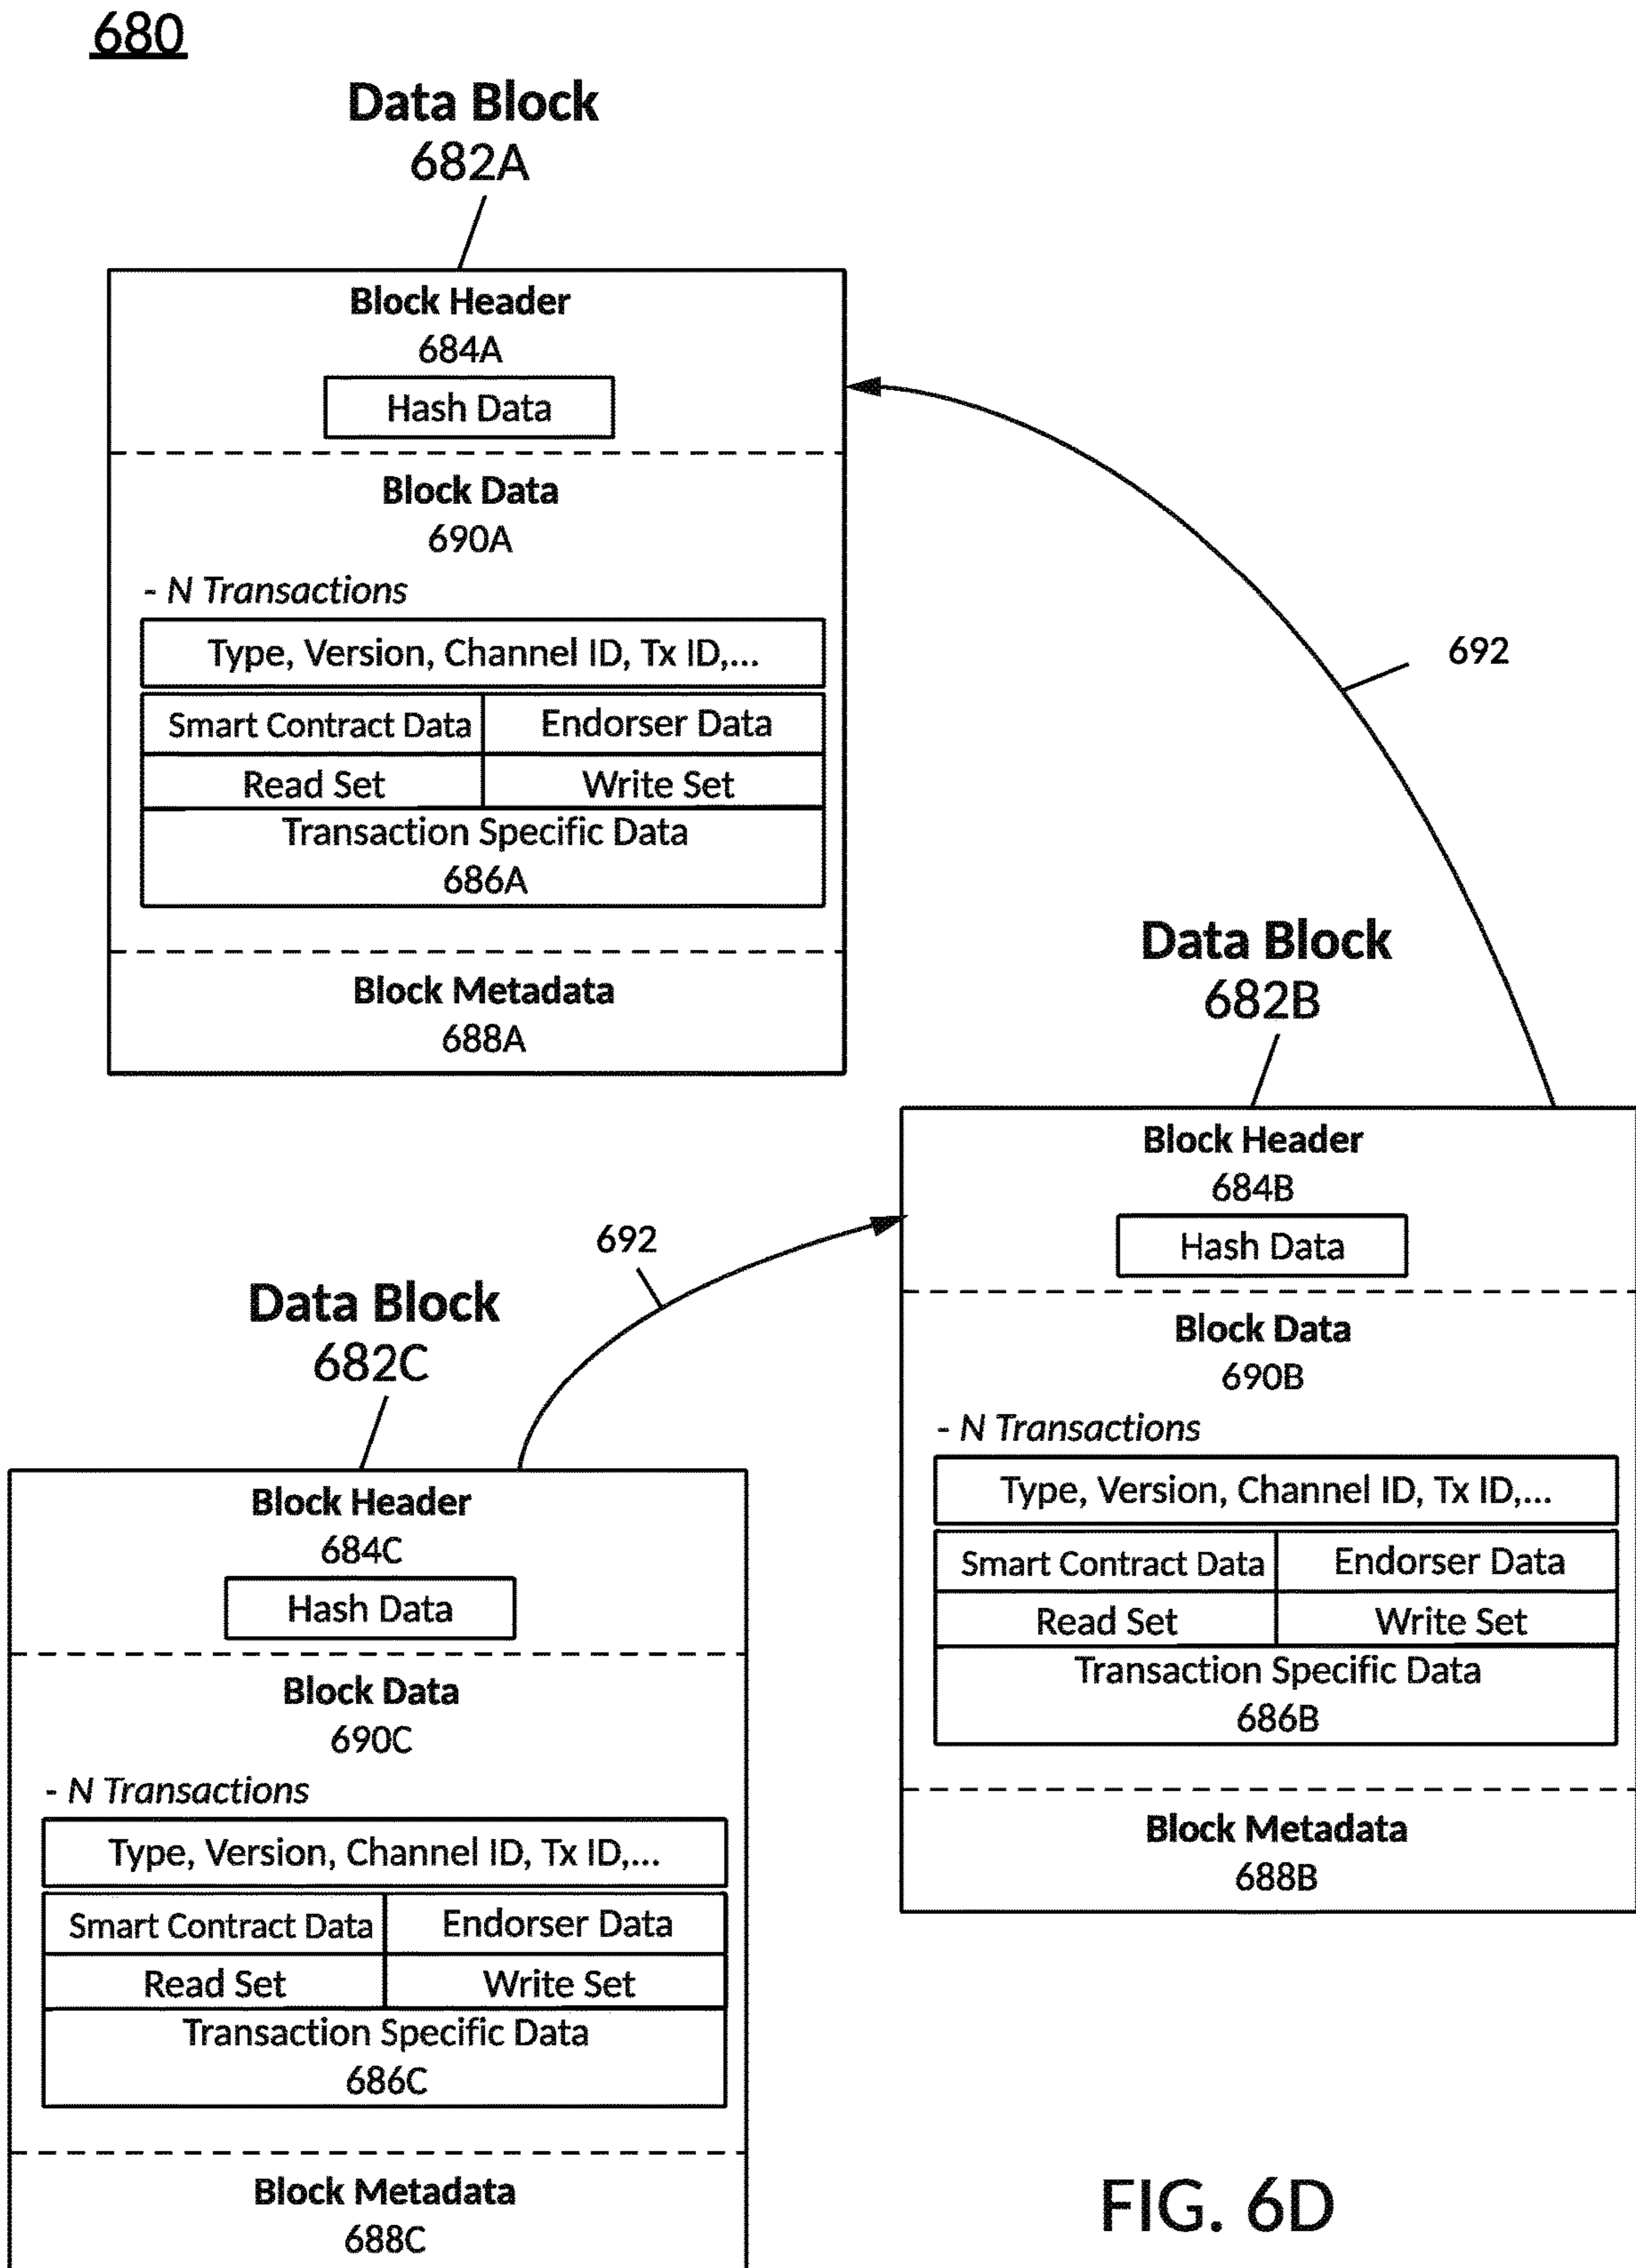 680
Data Block
682A
Block Header
684A
Hash Data
Block Data
690A
- N Transactions
Type, Version, Channel ID, Tx ID,...
Smart Contract Data Endorser Data
Read Set Write Set
Transaction Specific Data
686A
Block Metadata
688A
692
Data Block
682B
Block Header
684B
Hash Data
Block Data
690B
- N Transactions
Type, Version, Channel ID, Tx ID,...
Smart Contract Data Endorser Data
Read Set Write Set
Transaction Specific Data
686B
Block Metadata
688B
692
Data Block
682C
Block Header
684C
Hash Data
Block Data
690C
- N Transactions
Type, Version, Channel ID, Tx ID,...
Smart Contract Data Endorser Data
Read Set Write Set
Transaction Specific Data
686C
Block Metadata
688C
FIG. 6D